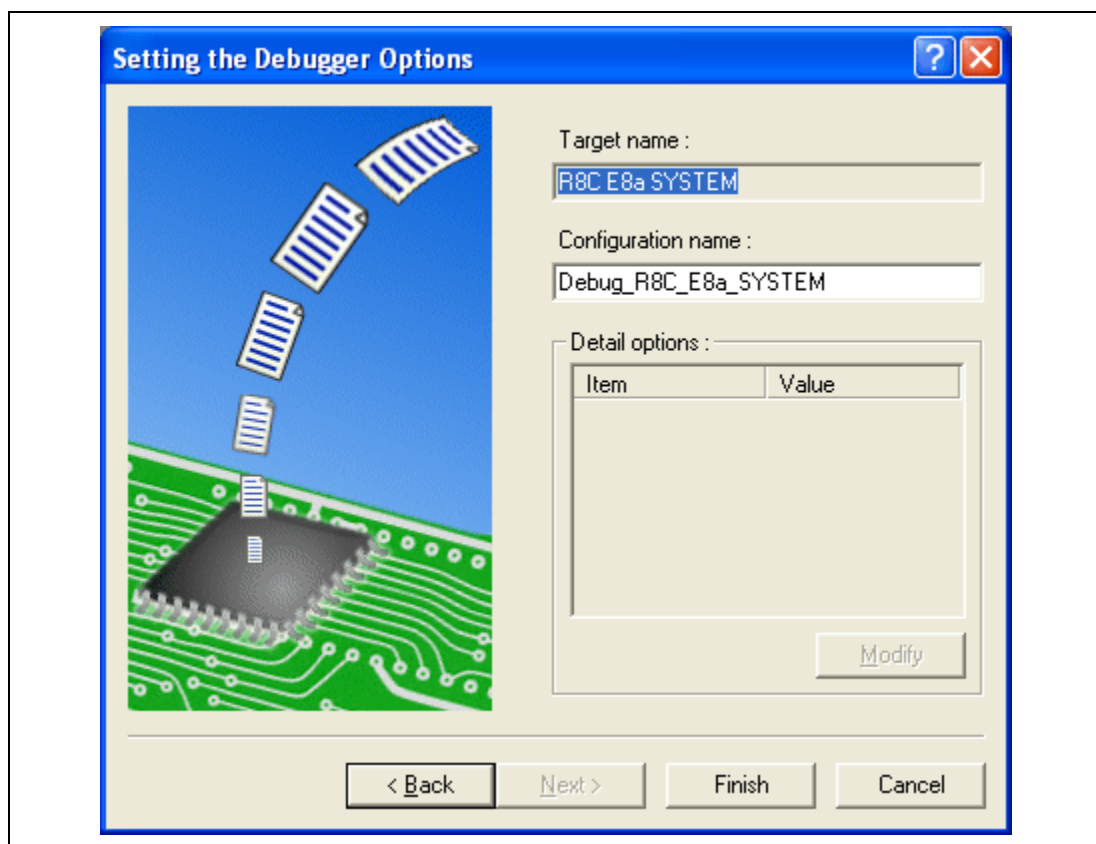 Setting the Debugger Options
?
Target name :
R8C E8a SYSTEM
Configuration name :
Debug_R8C_E8a_SYSTEM
Detail options :
Item Value
Modify
< Back Next > Finish Cancel